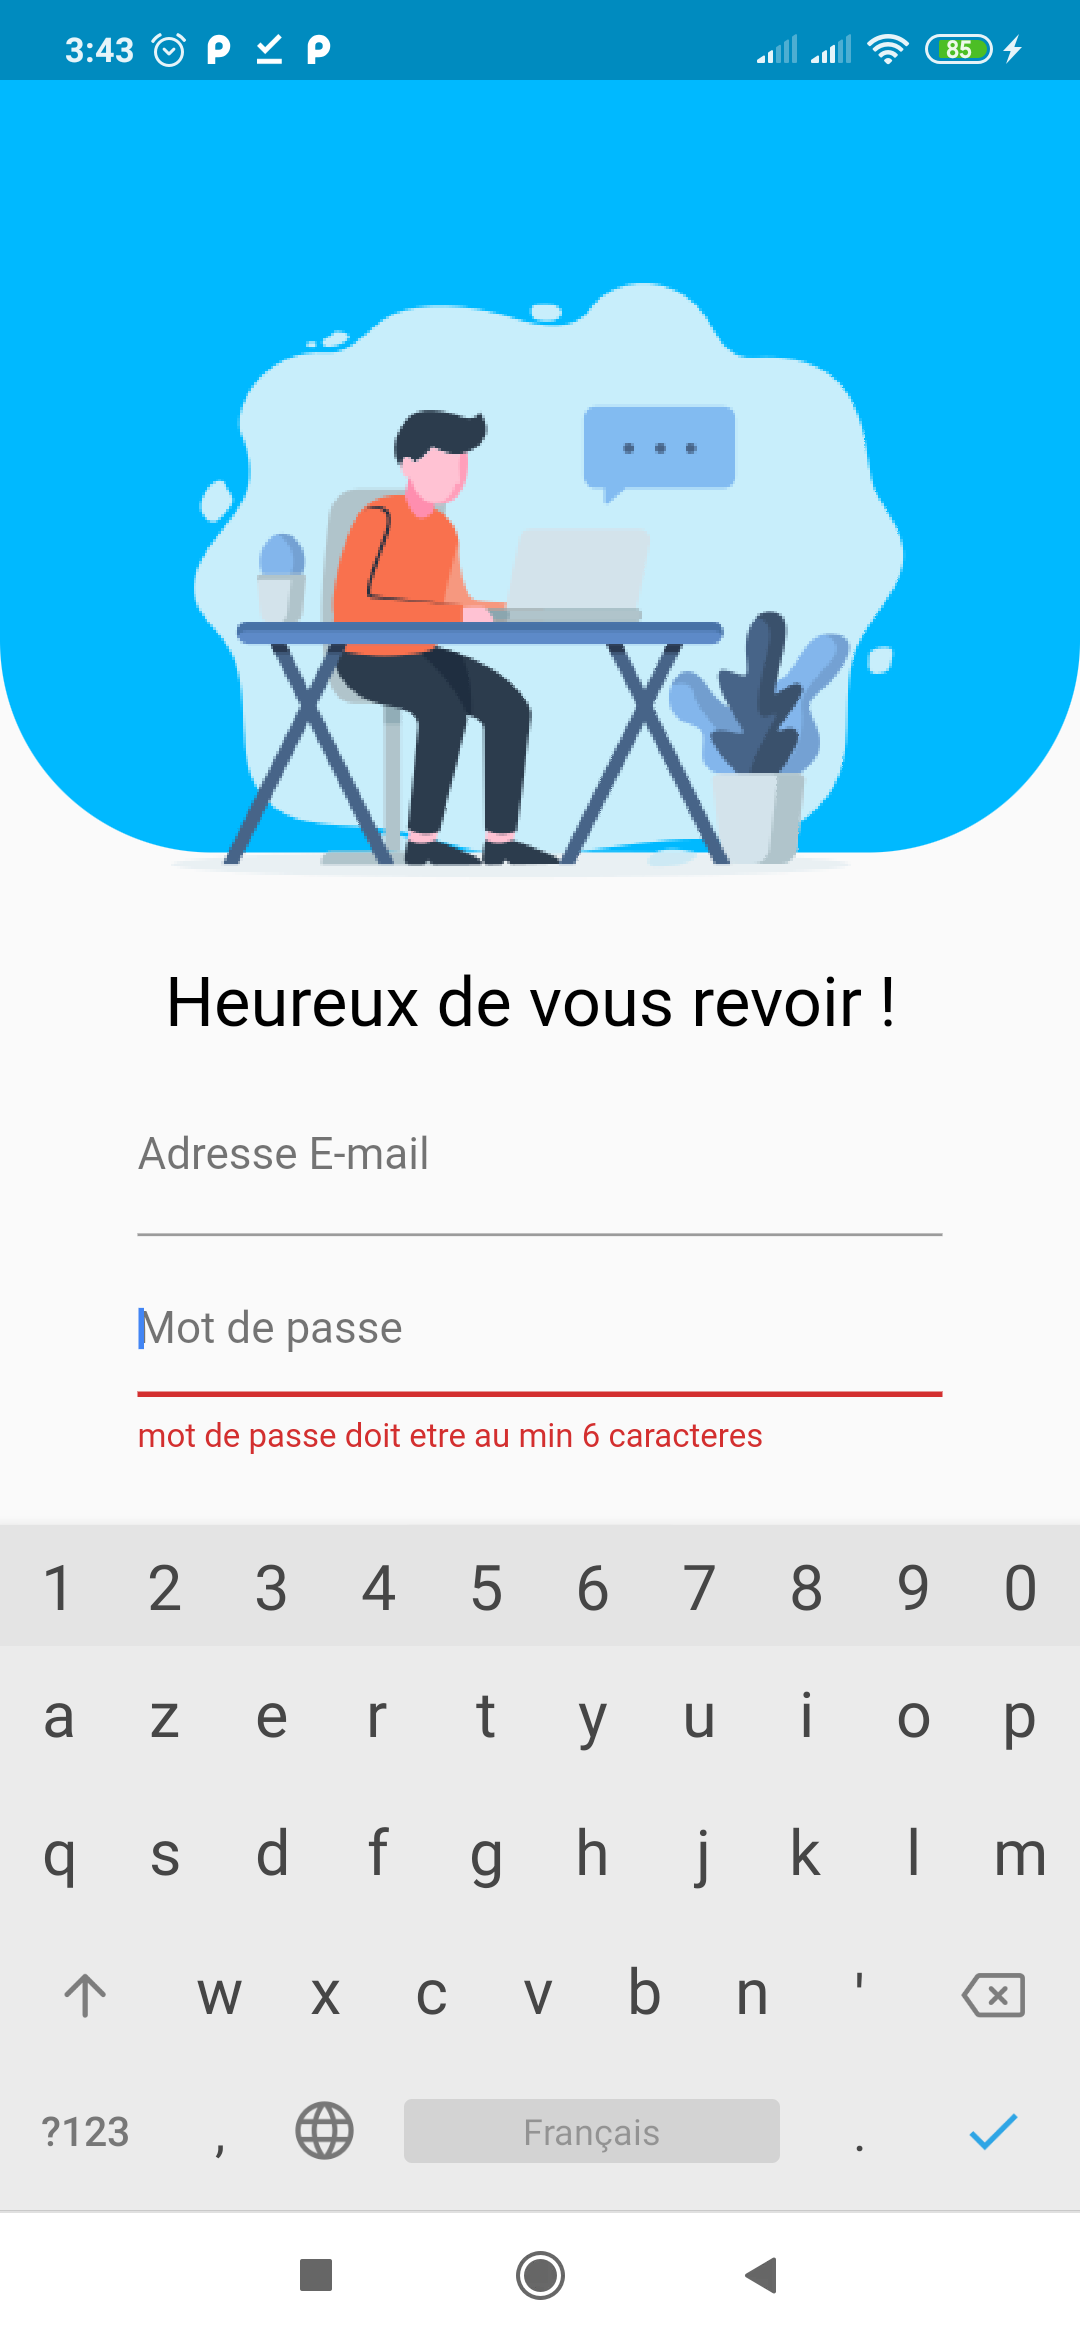 3:43
85
Heureux de vous revoir !
Adresse E-mail
Mot de passe
mot de passe doit etre au min 6 caracteres
1 2 3 4 5 6 7 8 9 0
a z e r t y u i o p
q s d f g h j k l m
w x c v b n '
?123 , Français .